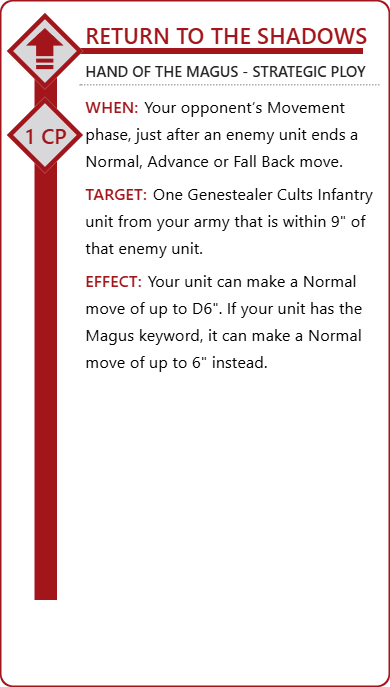 RETURN TO THE SHADOWS
HAND OF THE MAGUS - STRATEGIC PLOY
1 CP
WHEN: Your opponent's Movement
phase, just after an enemy unit ends a
Normal, Advance or Fall Back move.
TARGET: One Genestealer Cults Infantry
unit from your army that is within 9" of
that enemy unit.
EFFECT: Your unit can make a Normal
move of up to D6". If your unit has the
Magus keyword, it can make a Normal
move of up to 6" instead.